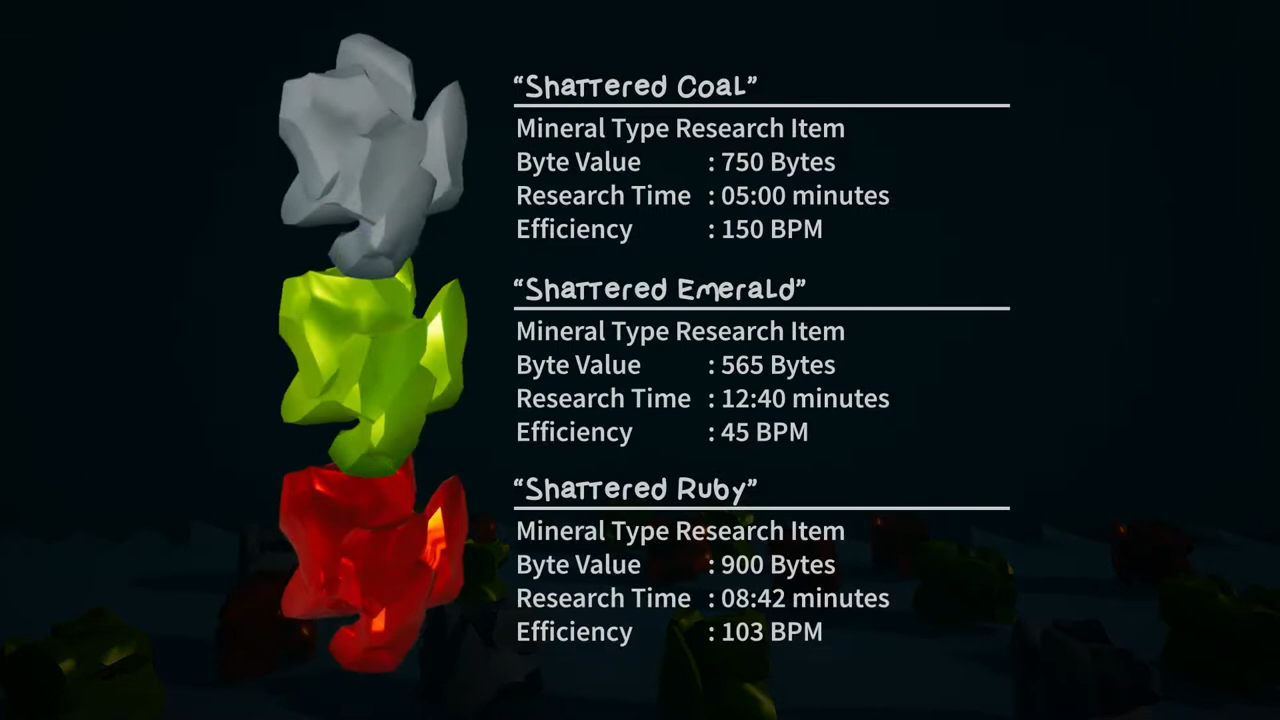 “Shattered Coal”
Mineral Type Research Item
Byte Value : 750 Bytes
Research Time : 05:00 minutes
Efficiency : 150 BPM
“Shattered Emerald”
Mineral Type Research Item
Byte Value : 565 Bytes
Research Time : 12:40 minutes
Efficiency : 45 BPM
“Shattered Ruby”
Mineral Type Research Item
Byte Value : 900 Bytes
Research Time : 08:42 minutes
Efficiency : 103 BPM